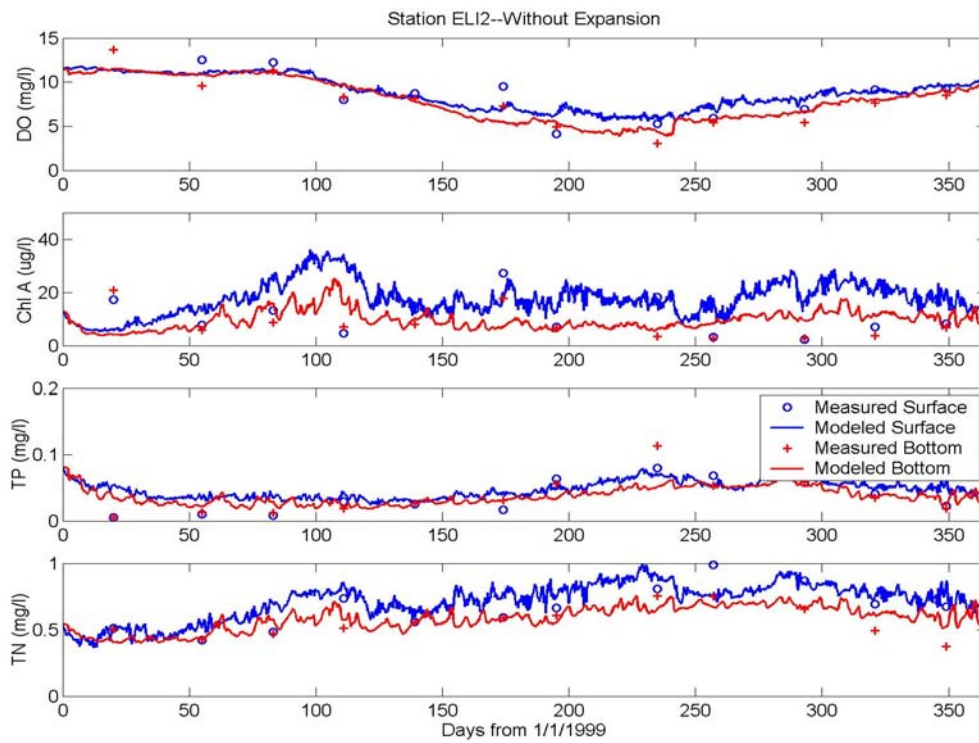 Station ELI2--Without Expansion
15
10
5
0
DO (mg/l)
0 50 100 150 200 250 300 350
40
20
0
Chl A (ug/l)
0 50 100 150 200 250 300 350
0.2
0.1
0
TP (mg/l)
Measured Surface
Modeled Surface
Measured Bottom
Modeled Bottom
0 50 100 150 200 250 300 350
1
0.5
0
TN (mg/l)
0 50 100 150 200 250 300 350
Days from 1/1/1999